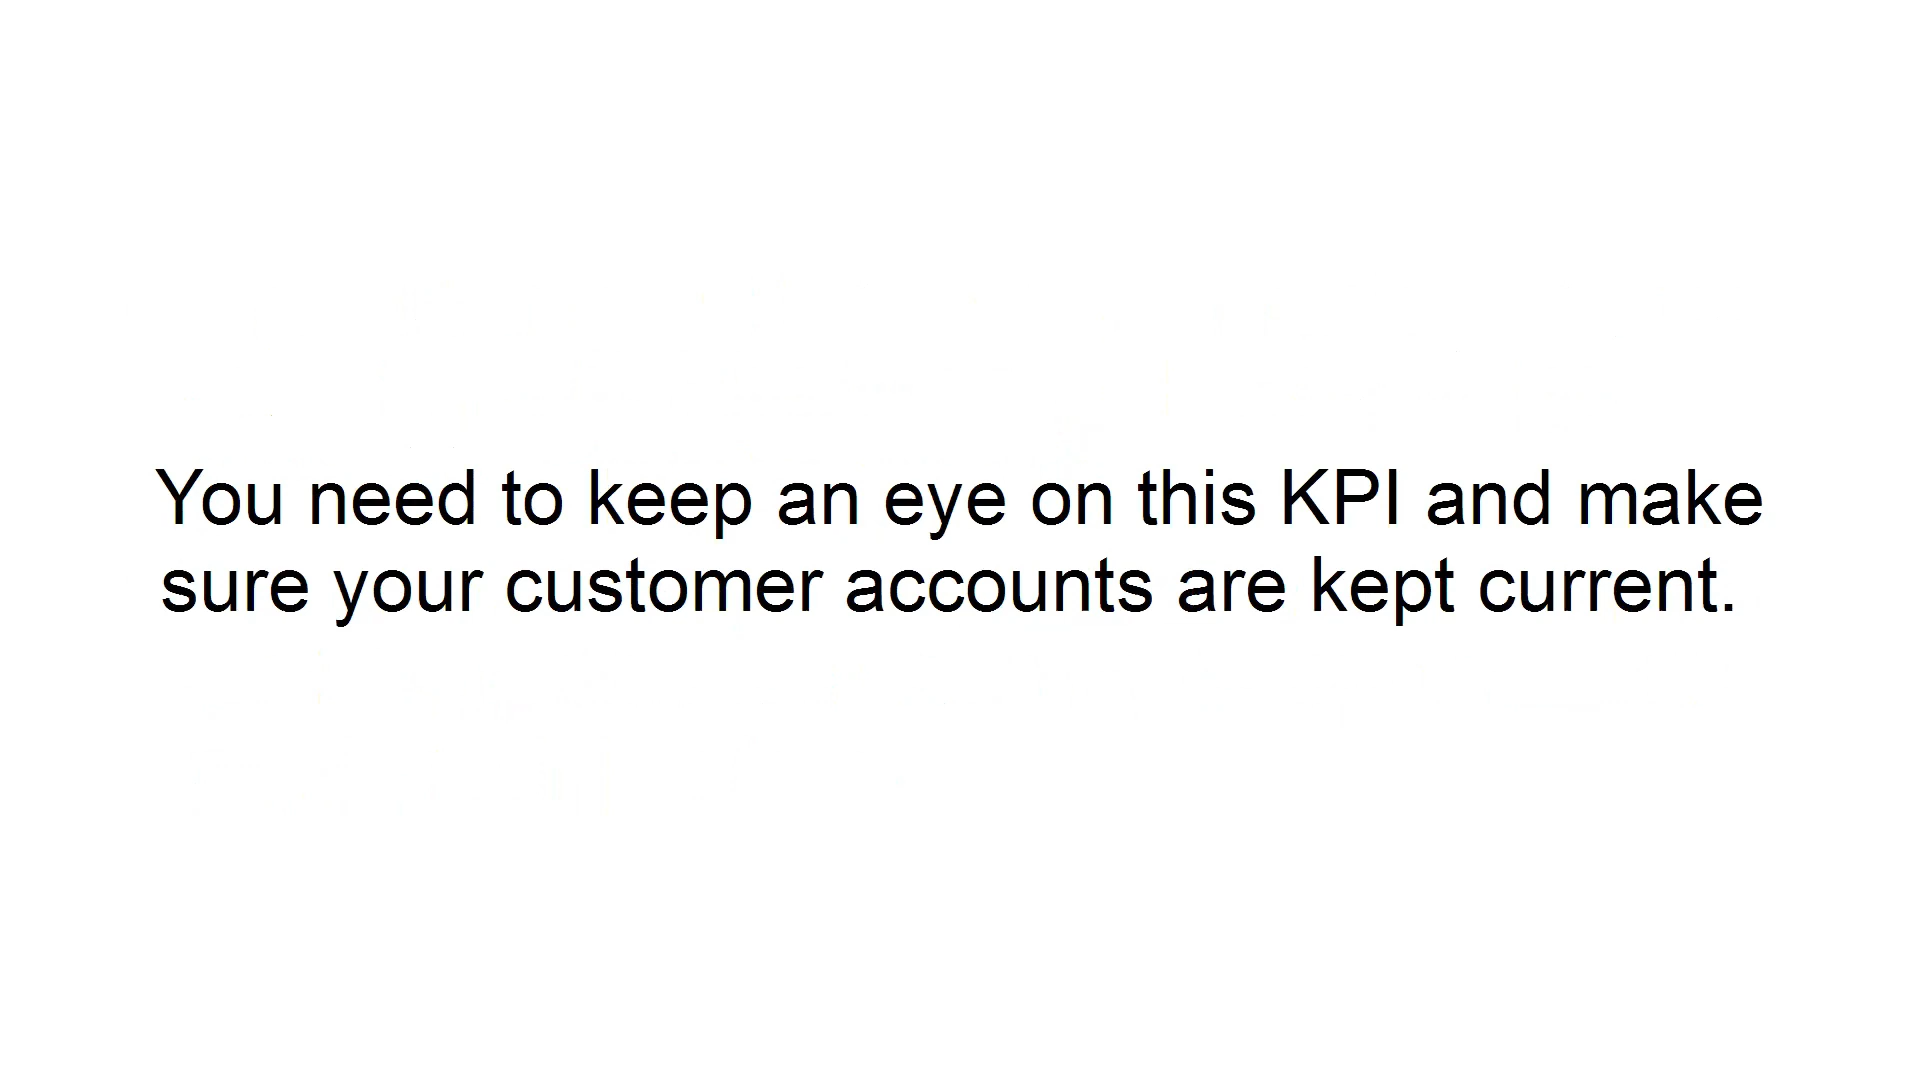 You need to keep an eye on this KPI and make
sure your customer accounts are kept current.